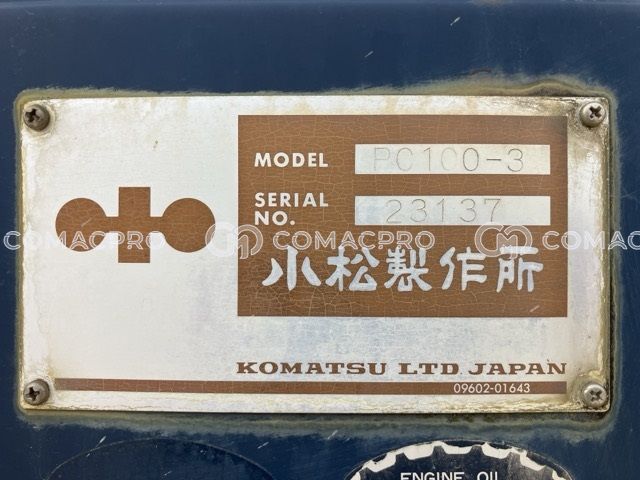 MODEL PC100-3
SERIAL NO. 23137
小松製作所
KOMATSU LTD. JAPAN
09602-01643
COMACPRO COMACPRO COMACPRO
ENGINE OIL